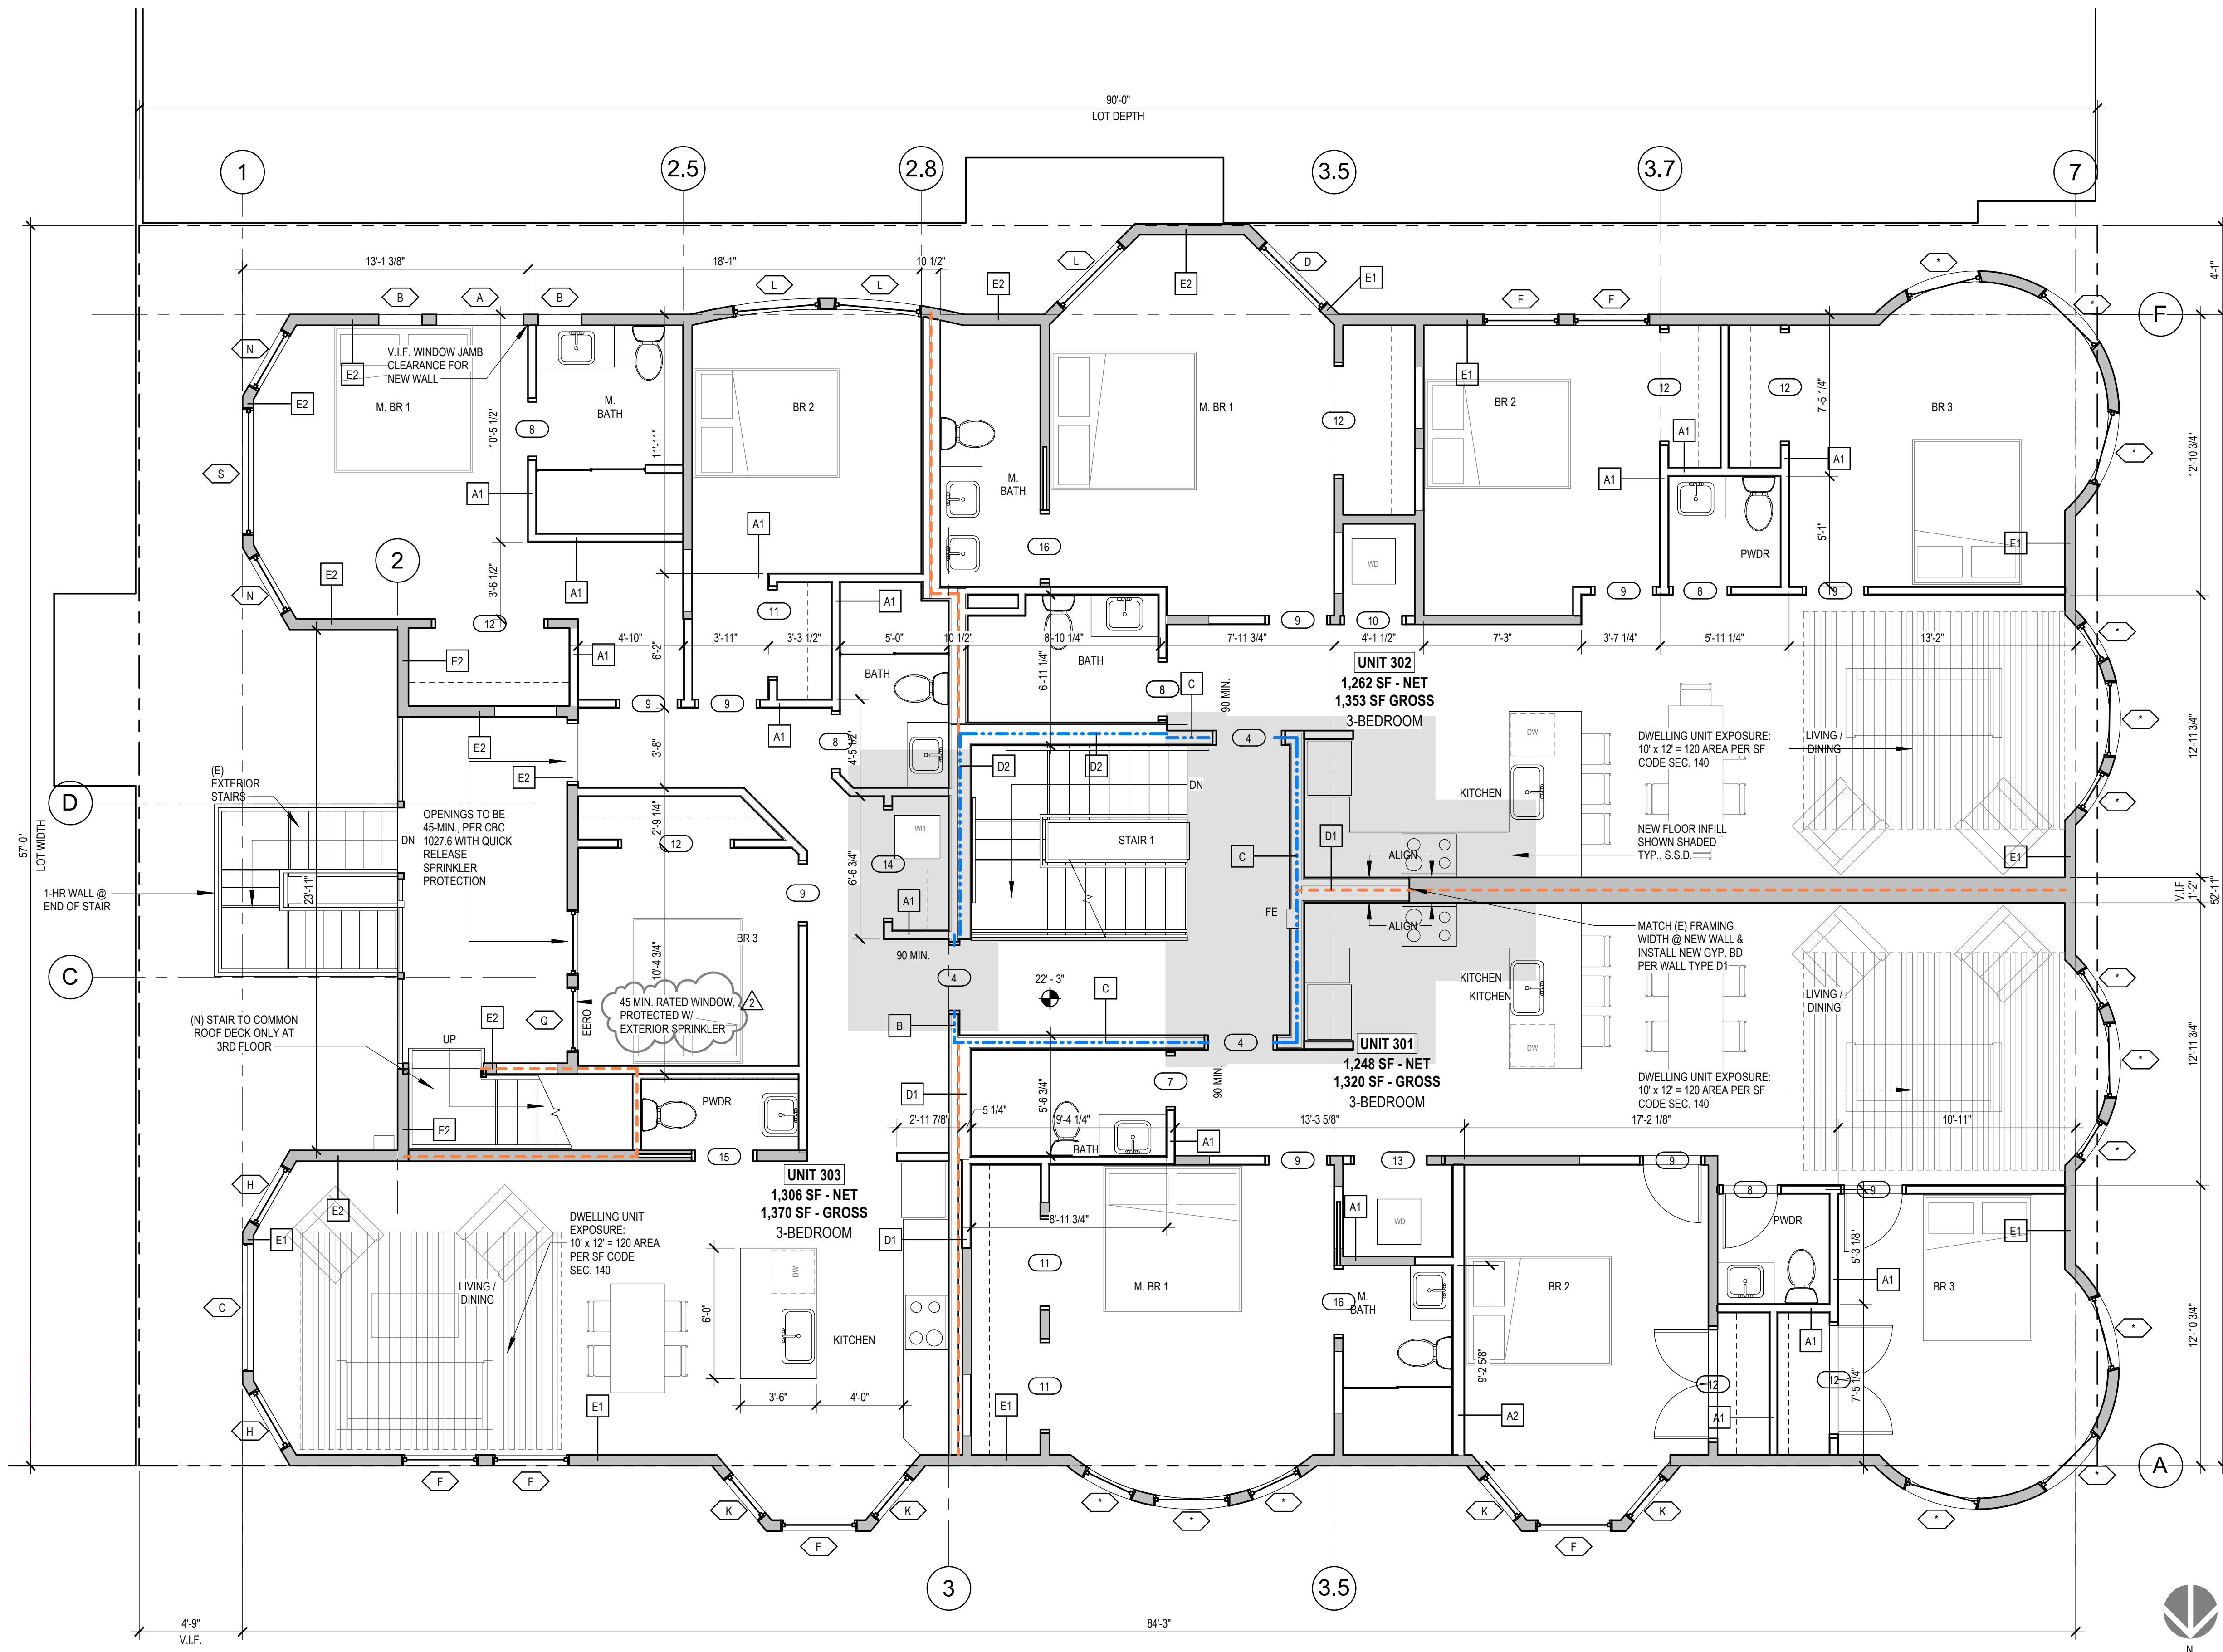 90'-0"
LOT DEPTH
1
2.5
2.8
3.5
3.7
7
13'-1 3/8"
18'-1"
10 1/2"
4'-1"
B
A
B
L
L
E2
L
E2
D
E1
F
F
*
*
F
N
E2
V.I.F. WINDOW JAMB
CLEARANCE FOR
NEW WALL
M. BR 1
E2
S
N
10'-5 1/2"
8
M.
BATH
11'-11"
BR 2
A1
A1
A1
3'-6 1/2"
M.
BATH
16
M. BR 1
12
WD
E1
BR 2
12
12
7'-5 1/4"
BR 3
A1
A1
A1
PWDR
5'-1"
E1
*
12'-10 3/4"
2
E2
12
E2
E2
E2
A1
4'-10"
6'-2"
3'-11"
3'-3 1/2"
11
A1
5'-0"
10 1/2"
8'-10 1/4"
7'-11 3/4"
4'-1 1/2"
7'-3"
3'-7 1/4"
5'-11 1/4"
13'-2"
9
10
9
8
9
*
BATH
BATH
6'-11 1/4"
8
C
90 MIN.
UNIT 302
1,262 SF - NET
1,353 SF GROSS
3-BEDROOM
9
9
A1
8
4'-5 1/2"
3'-8"
4
DW
DWELLING UNIT EXPOSURE:
10' x 12' = 120 AREA PER SF
CODE SEC. 140
LIVING /
DINING
*
12'-11 3/4"
(E)
EXTERIOR
STAIRS
D
57'-0"
LOT WIDTH
DN
OPENINGS TO BE
45-MIN., PER CBC
1027.6 WITH QUICK
RELEASE
SPRINKLER
PROTECTION
2'-9 1/4"
12
D2
D2
DN
STAIR 1
WD
14
6'-6 3/4"
C
D1
KITCHEN
ALIGN
NEW FLOOR INFILL
SHOWN SHADED
TYP., S.S.D.
*
E1
1-HR WALL @
END OF STAIR
23'-11"
9
A1
FE
ALIGN
V.I.F.
1'-2"
52'-11"
C
BR 3
10'-4 3/4"
90 MIN.
4
22' - 3"
C
MATCH (E) FRAMING
WIDTH @ NEW WALL &
INSTALL NEW GYP. BD
PER WALL TYPE D1
KITCHEN
KITCHEN
LIVING /
DINING
*
45 MIN. RATED WINDOW,
PROTECTED W/
EXTERIOR SPRINKLER
2
(N) STAIR TO COMMON
ROOF DECK ONLY AT
3RD FLOOR
UP
E2
Q
EERO
B
4
DW
UNIT 301
1,248 SF - NET
1,320 SF - GROSS
3-BEDROOM
*
12'-11 3/4"
DWELLING UNIT EXPOSURE:
10' x 12' = 120 AREA PER SF
CODE SEC. 140
E2
PWDR
D1
2'-11 7/8"
5 1/4"
5'-6 3/4"
7
90 MIN.
9'-4 1/4"
BATH
A1
13'-3 5/8"
17'-2 1/8"
10'-11"
*
H
E2
15
UNIT 303
1,306 SF - NET
1,370 SF - GROSS
3-BEDROOM
9
13
9
8
9
E1
DWELLING UNIT
EXPOSURE:
10' x 12' = 120 AREA
PER SF CODE
SEC. 140
D1
8'-11 3/4"
A1
WD
PWDR
5'-3 1/8"
E1
LIVING /
DINING
DW
11
M. BR 1
16
M.
BATH
BR 2
A1
BR 3
C
6'-0"
KITCHEN
A1
*
12'-10 3/4"
3'-6"
4'-0"
11
9'-2 5/8"
12
12
7'-5 1/4"
H
E1
E1
A2
A1
A
F
F
K
K
F
*
*
*
K
K
F
*
*
3
3.5
4'-9"
V.I.F.
84'-3"
N